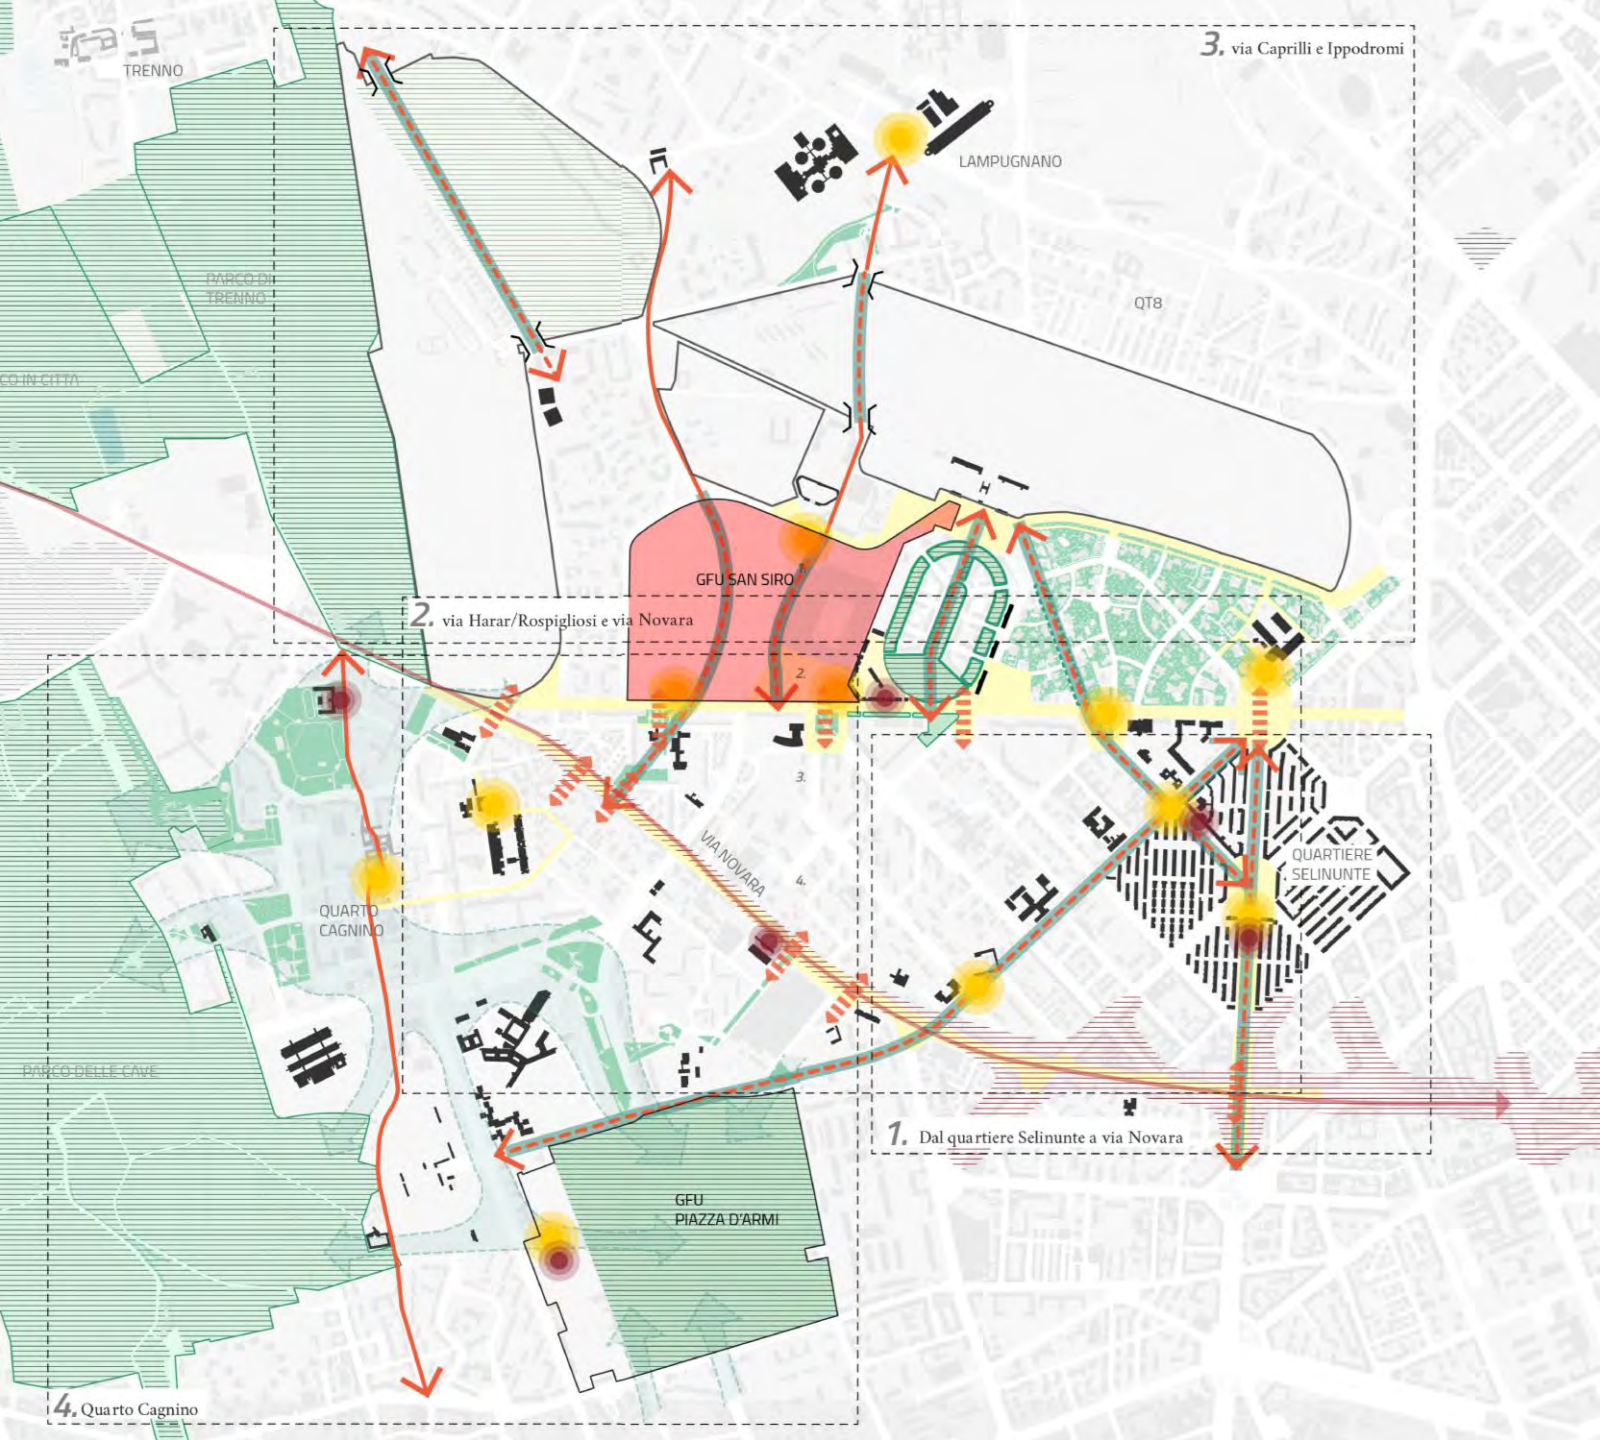 3. via Caprilli e Ippodromi
TRENNO
LAMPUGNANO
PARCO DI
TRENNO
QT8
CO IN CITTA
GFU SAN SIRO
2. via Harar/Rospigliosi e via Novara
2.
3.
VIA NOVARA
4.
QUARTIERE
SELINUNTE
QUARTO
CAGNINO
PARCO DELLE CAVE
1. Dal quartiere Selinunte a via Novara
GFU
PIAZZA D'ARMI
4. Quarto Cagnino